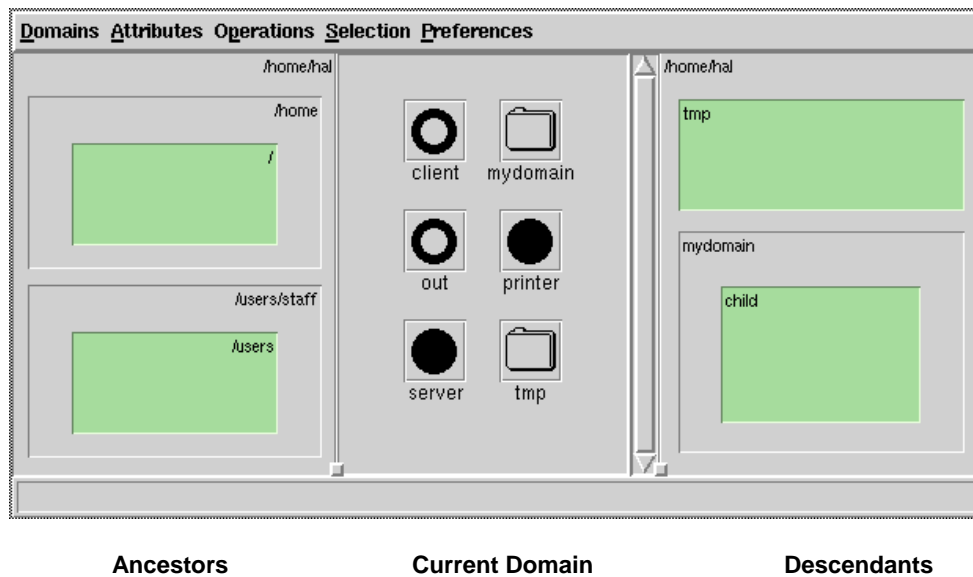 Domains Attributes Operations Selection Preferences
/home/hal
/home
/
/users/staff
/users
client mydomain
out printer
server tmp
/home/hal
tmp
mydomain
child
Ancestors Current Domain Descendants